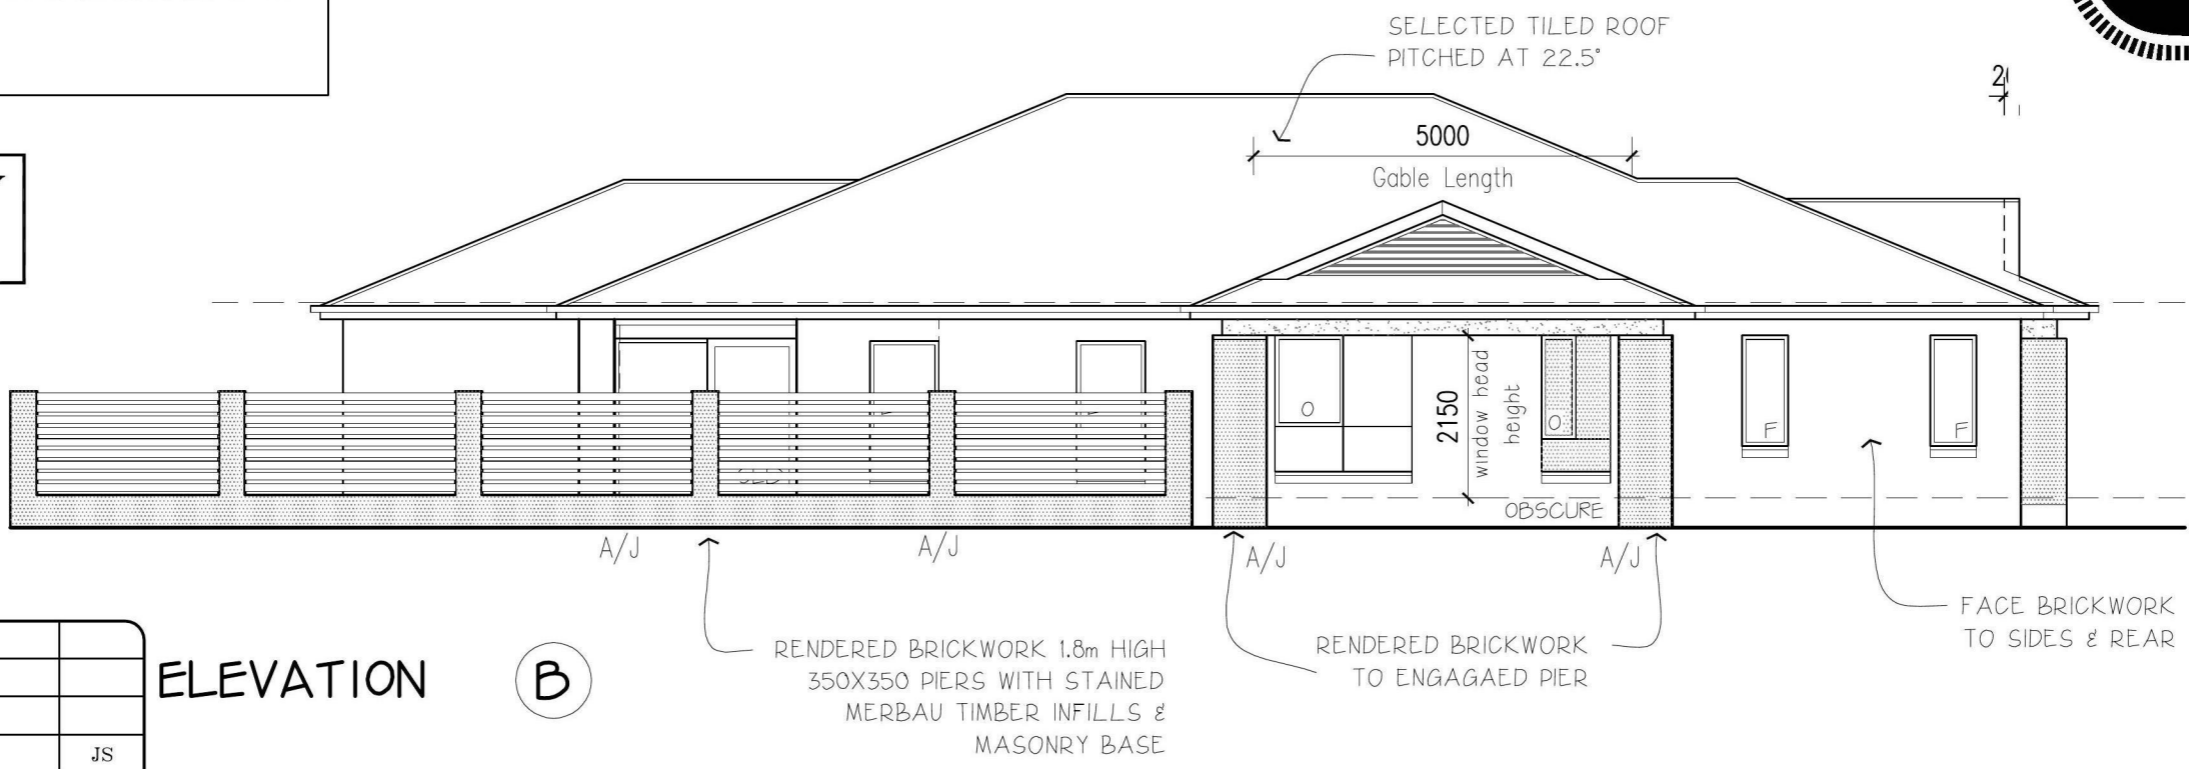 SELECTED TILED ROOF
PITCHED AT 22.5°
5000
Gable Length
2150
window head
height
O
O
F
F
OBSCURE
A/J
A/J
A/J
A/J
FACE BRICKWORK
TO SIDES & REAR
RENDERED BRICKWORK 1.8m HIGH
350X350 PIERS WITH STAINED
MERBAU TIMBER INFILLS &
MASONRY BASE
RENDERED BRICKWORK
TO ENGAGAED PIER
ELEVATION B
JS